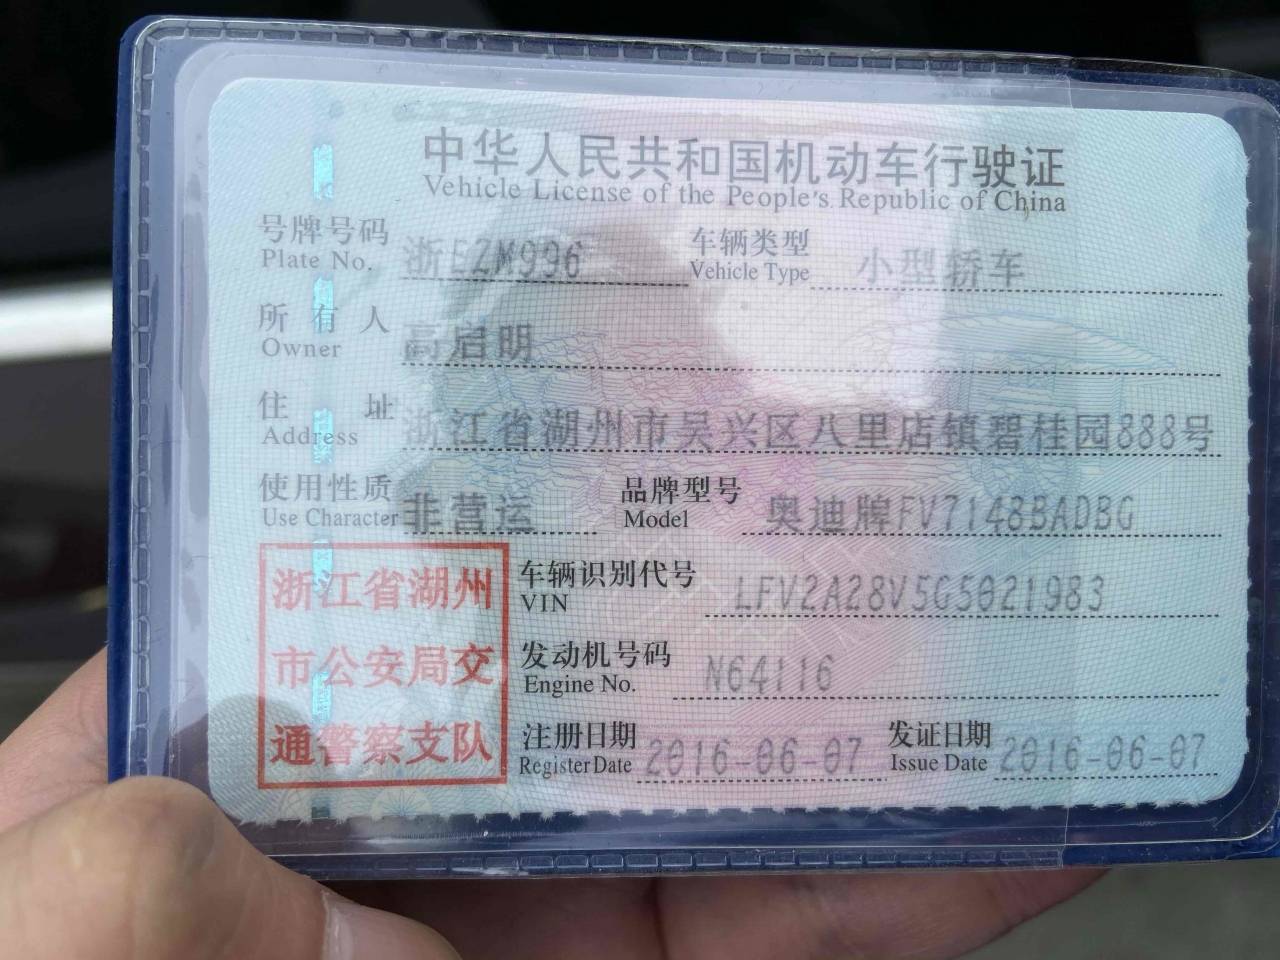 中华人民共和国机动车行驶证
Vehicle License of the People's Republic of China
号牌号码 浙EZM996 车辆类型 小型轿车
Plate No. Vehicle Type
所有人 高启明
Owner
住址 浙江省湖州市吴兴区八里店镇碧桂园888号
Address
使用性质 非营运 品牌型号 奥迪牌FV7148BADBG
Use Character Model
浙江省湖州
市公安局交
通警察支队
车辆识别代号 LFV2A28V5G5021983
VIN
发动机号码 N64116
Engine No.
注册日期 2016-06-07 发证日期 2016-06-07
Register Date Issue Date